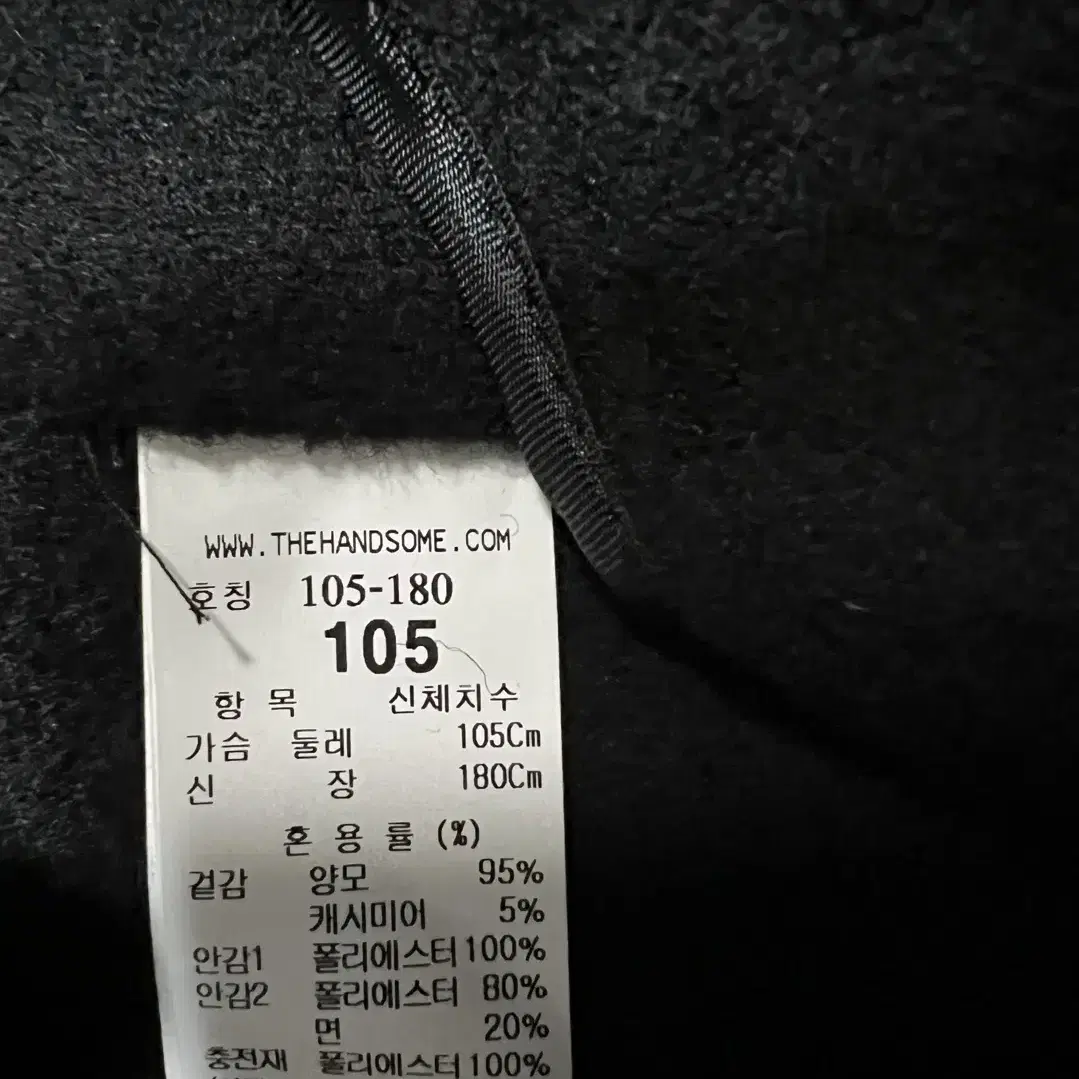 WWW.THEHANDSOME.COM
호칭 105-180
105
항 목 신체치수
가슴 둘레 105Cm
신 장 180Cm
혼 용 률 (%)
겉감 양모 95%
캐시미어 5%
안감1 폴리에스터 100%
안감2 폴리에스터 80%
면 20%
충전재 폴리에스터 100%